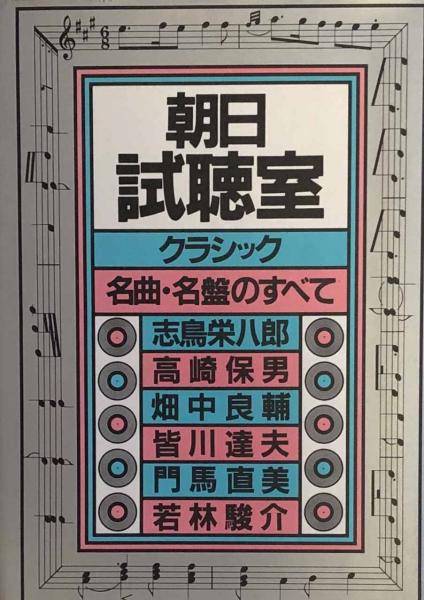 朝日
試聴室
クラシック
名曲・名盤のすべて
志鳥栄八郎
高崎保男
畑中良輔
皆川達夫
門馬直美
若林駿介